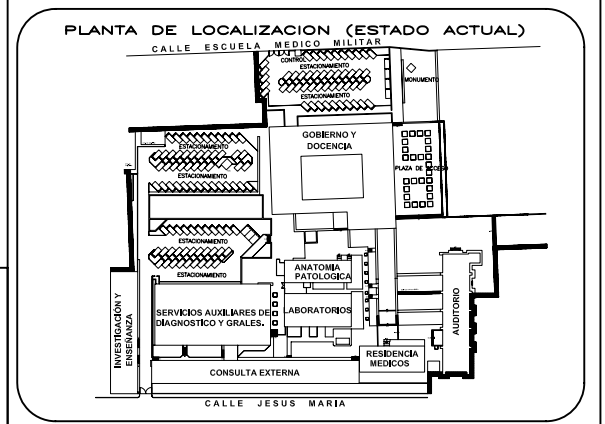 PLANTA DE LOCALIZACION (ESTADO ACTUAL)
CALLE ESCUELA MEDICO MILITAR
CONTROL
ESTACIONAMIENTO
MONUMENTO
ESTACIONAMIENTO
GOBIERNO Y
DOCENCIA
ESTACIONAMIENTO
PLAZA DE ACCESO
ESTACIONAMIENTO
ESTACIONAMIENTO
ANATOMIA
PATOLOGICA
ESTACIONAMIENTO
SERVICIOS AUXILIARES DE
DIAGNOSTICO Y GRALES.
LABORATORIOS
AUDITORIO
INVESTIGACIÓN Y
ENSEÑANZA
RESIDENCIA
MEDICOS
CONSULTA EXTERNA
CALLE JESUS MARIA